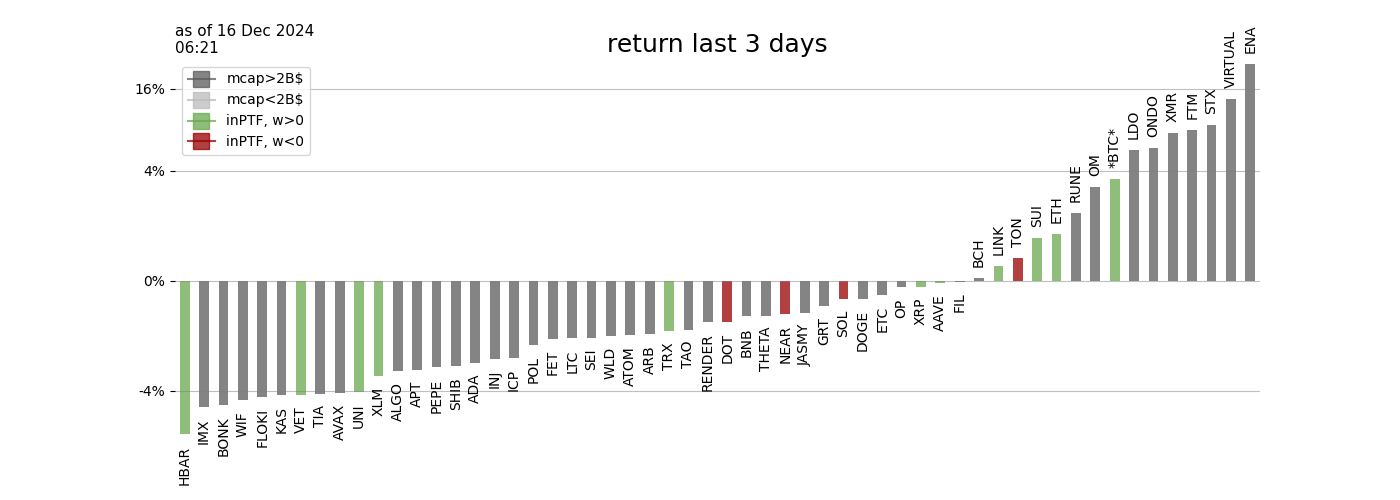 as of 16 Dec 2024
06:21
return last 3 days
mcap>2B$
mcap<2B$
inPTF, w>0
inPTF, w<0
16%
4%
0%
-4%
HBAR
IMX
BONK
WIF
FLOKI
KAS
VET
TIA
AVAX
UNI
XLM
ALGO
APT
PEPE
SHIB
ADA
INJ
ICP
POL
FET
LTC
SEI
WLD
ATOM
ARB
TRX
TAO
RENDER
DOT
BNB
THETA
NEAR
JASMY
GRT
SOL
DOGE
ETC
OP
XRP
AAVE
FIL
BCH
LINK
TON
SUI
ETH
RUNE
OM
*BTC*
LDO
ONDO
XMR
FTM
STX
VIRTUAL
ENA